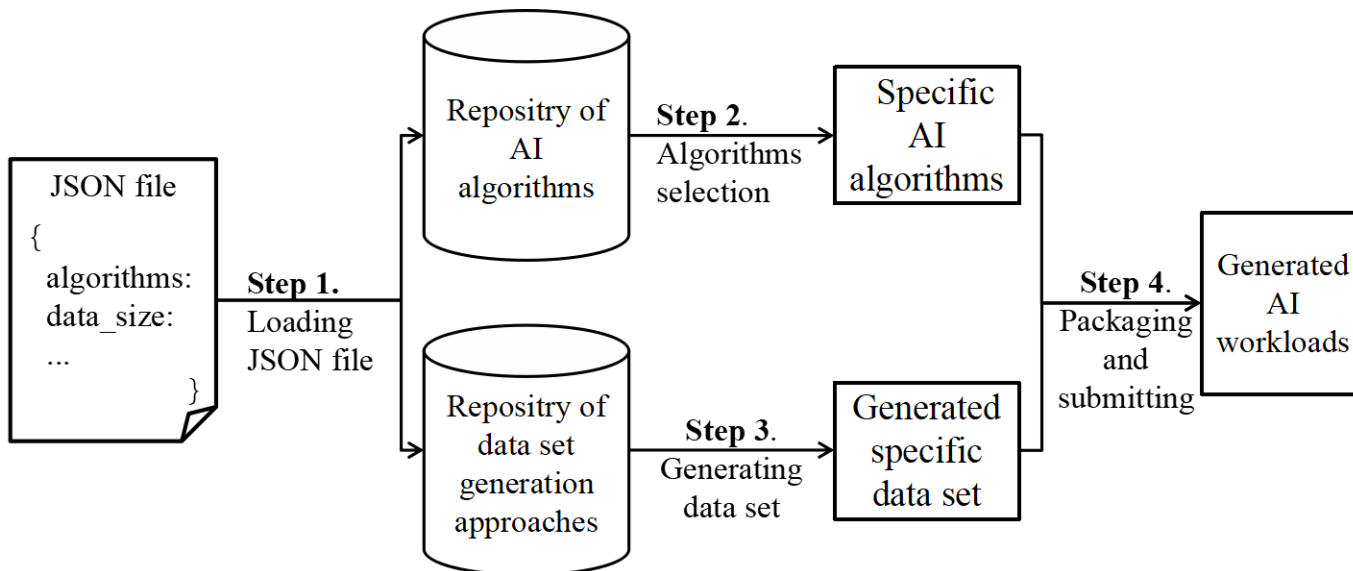 JSON file
{
algorithms:
data_size:
...
}
Step 1.
Loading
JSON file
Repositry of
AI
algorithms
Step 2.
Algorithms
selection
Specific
AI
algorithms
Repositry of
data set
generation
approaches
Step 3.
Generating
data set
Generated
specific
data set
Step 4.
Packaging
and
submitting
Generated
AI
workloads